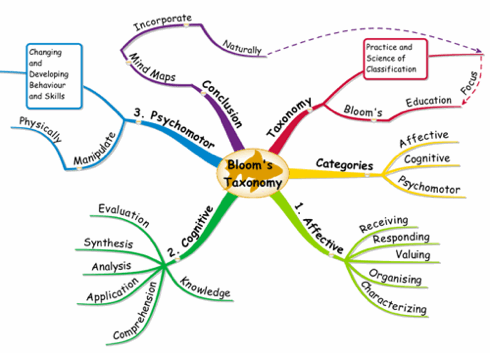 Incorporate
Naturally
Mind Maps
Conclusion
Changing
and
Developing
Behaviour
and Skills
Physically
Manipulate
3. Psychomotor
Practice and
Science of
Classification
Focus
Taxonomy
Bloom's
Education
Bloom's
Taxonomy
Categories
Affective
Cognitive
Psychomotor
1. Affective
Receiving
Responding
Valuing
Organising
Characterizing
2. Cognitive
Evaluation
Synthesis
Analysis
Application
Comprehension
Knowledge